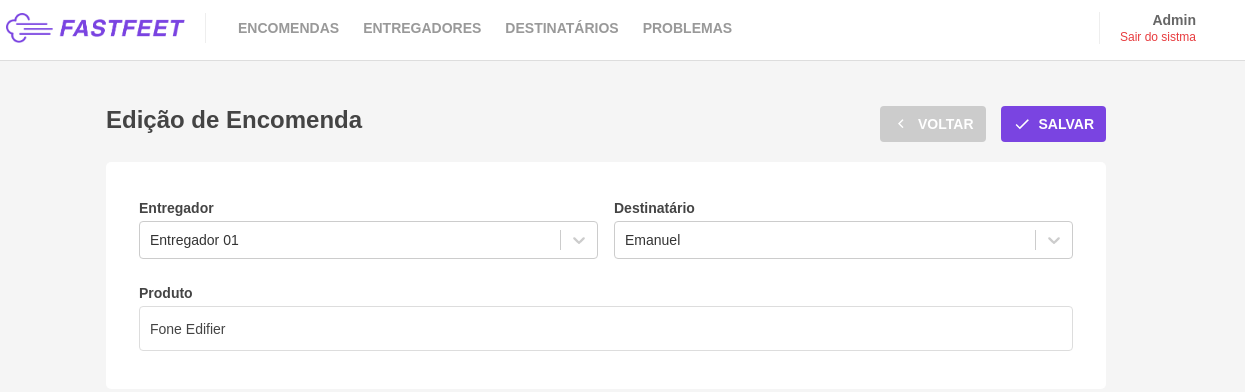 FASTFEET
ENCOMENDAS ENTREGADORES DESTINATÁRIOS PROBLEMAS
Admin
Sair do sistma
Edição de Encomenda
VOLTAR
SALVAR
Entregador
Destinatário
Entregador 01
Emanuel
Produto
Fone Edifier